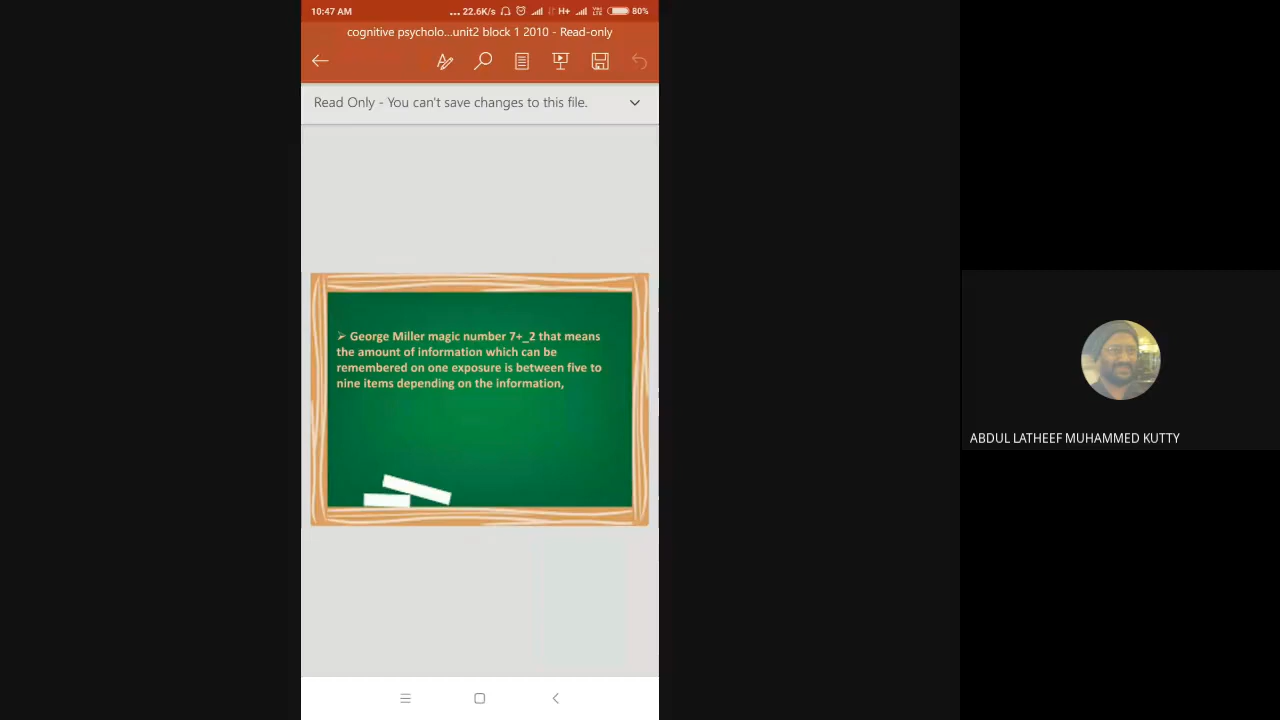 10:47 AM
... 22.6K/s
H+
Vo)
LTE
80%
cognitive psycholo...unit2 block 1 2010 - Read-only
Read Only - You can't save changes to this file.
➢ George Miller magic number 7+_2 that means
the amount of information which can be
remembered on one exposure is between five to
nine items depending on the information,
ABDUL LATHEEF MUHAMMED KUTTY